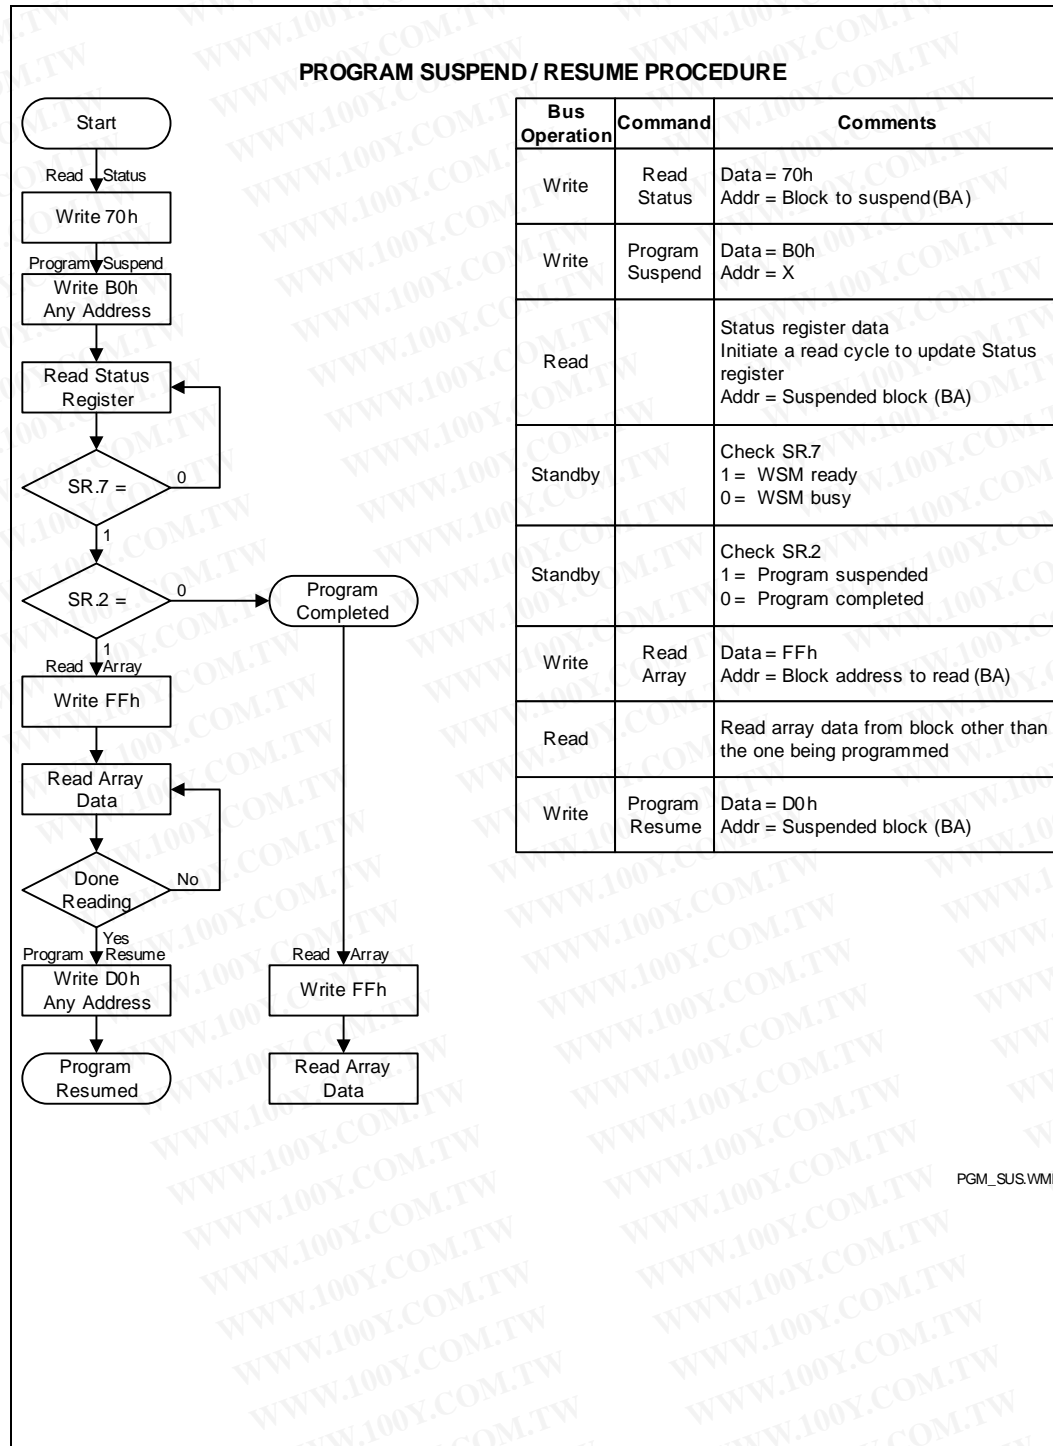 PROGRAM SUSPEND / RESUME PROCEDURE
Start
Read Status
Write 70h
Program Suspend
Write B0h
Any Address
Read Status
Register
SR.7 =
0
1
SR.2 =
0
Program
Completed
1
Read Array
Write FFh
Read Array
Data
Done
Reading
No
Yes
Program Resume
Write D0h
Any Address
Program
Resumed
Read Array
Write FFh
Read Array
Data
Bus
Operation
Command
Comments
Write
Read
Status
Data = 70h
Addr = Block to suspend (BA)
Write
Program
Suspend
Data = B0h
Addr = X
Read
Status register data
Initiate a read cycle to update Status
register
Addr = Suspended block (BA)
Standby
Check SR.7
1 = WSM ready
0 = WSM busy
Standby
Check SR.2
1 = Program suspended
0 = Program completed
Write
Read
Array
Data = FFh
Addr = Block address to read (BA)
Read
Read array data from block other than
the one being programmed
Write
Program
Resume
Data = D0h
Addr = Suspended block (BA)
WWW.100Y.COM.TW